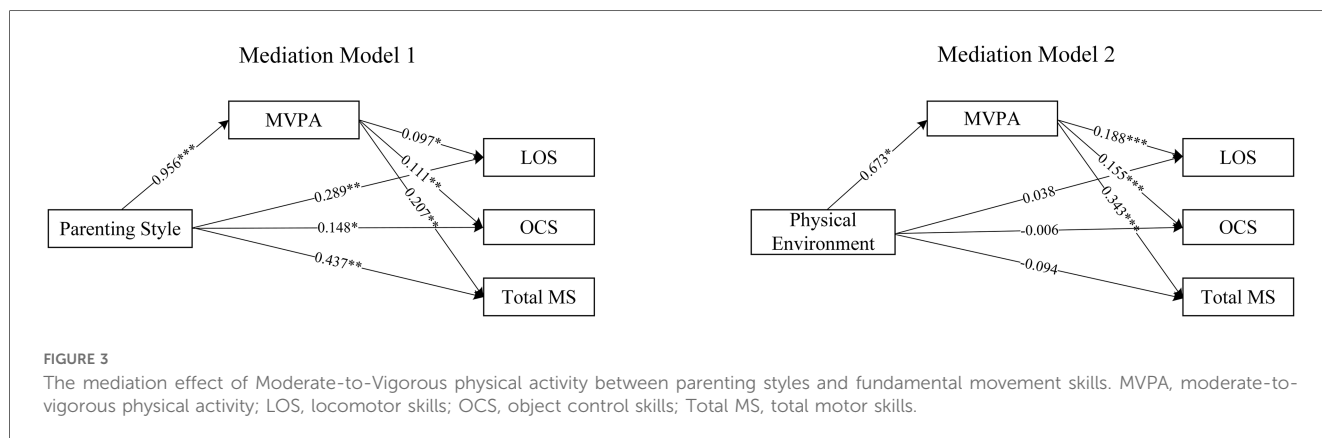 Mediation Model 1
MVPA
0.956***
0.097*
0.111**
0.207**
LOS
0.289**
Parenting Style
0.148*
OCS
0.437**
Total MS
Mediation Model 2
MVPA
0.673*
0.188***
0.155***
0.343***
LOS
0.038
Physical
Environment
-0.006
OCS
-0.094
Total MS
FIGURE 3
The mediation effect of Moderate-to-Vigorous physical activity between parenting styles and fundamental movement skills. MVPA, moderate-to-
vigorous physical activity; LOS, locomotor skills; OCS, object control skills; Total MS, total motor skills.